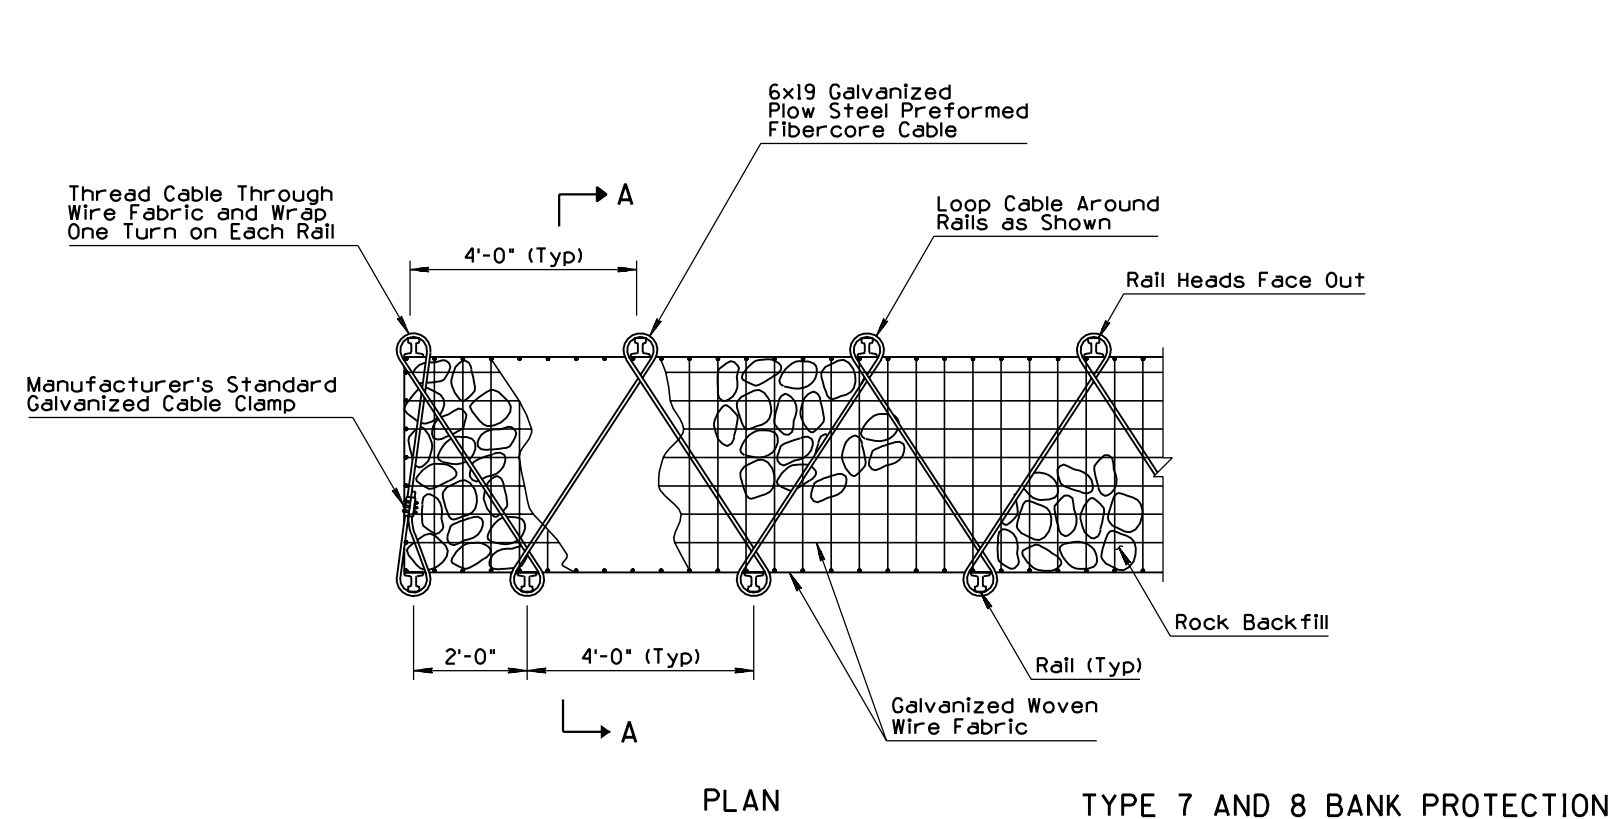 6x19 Galvanized
Plow Steel Preformed
Fibercore Cable
Thread Cable Through
Wire Fabric and Wrap
One Turn on Each Rail
A
4'-0" (Typ)
Loop Cable Around
Rails as Shown
Rail Heads Face Out
Manufacturer's Standard
Galvanized Cable Clamp
Rock Backfill
2'-0"
4'-0" (Typ)
Rail (Typ)
Galvanized Woven
Wire Fabric
A
PLAN
TYPE 7 AND 8 BANK PROTECTION